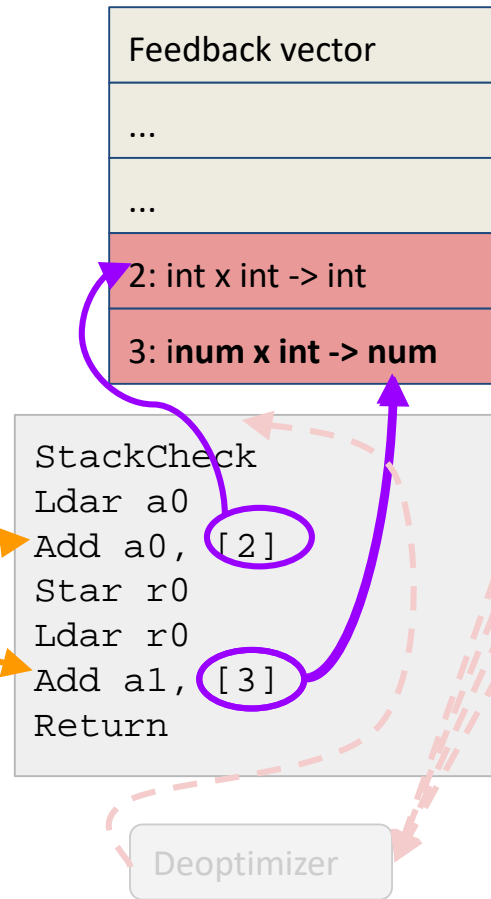 Feedback vector
...
...
2: int x int -> int
3: inum x int -> num
StackCheck
Ldar a0
Add a0, [2]
Star r0
Ldar r0
Add a1, [3]
Return
Deoptimizer